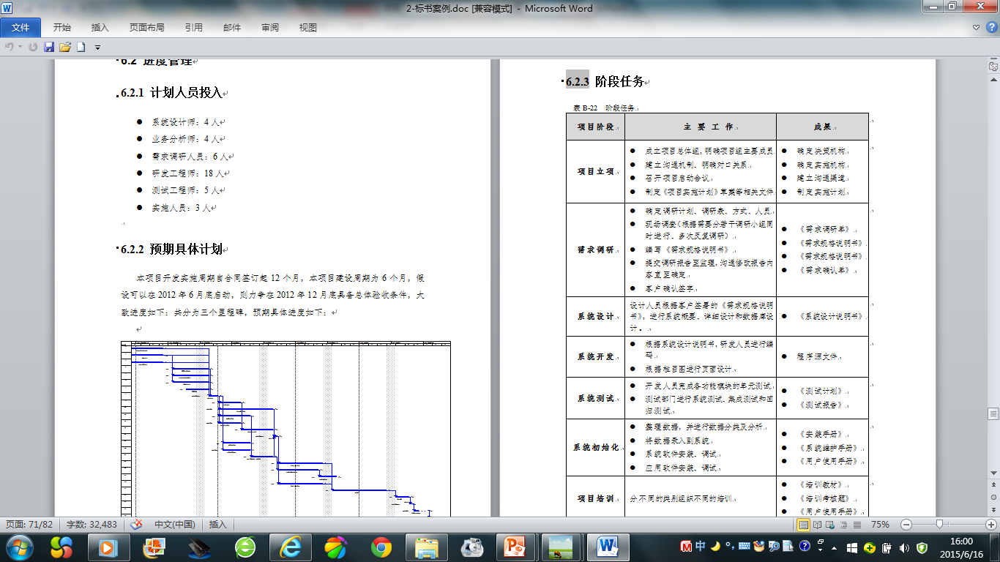 2-标书案例.doc [兼容模式] - Microsoft Word
文件 开始 插入 页面布局 引用 邮件 审阅 视图
6.2 进度管理
6.2.1 计划人员投入
● 系统设计师：4人
● 业务分析师：4人
● 需求调研人员：6人
● 研发工程师：18人
● 测试工程师：5人
● 实施人员：3人
6.2.2 预期具体计划
本项目开发实施周期自合同签订起12个月，本项目建设周期为6个月，假
设可以在2012年6月底启动，则力争在2012年12月底具备总体验收条件，大
致进度如下：共分为三个里程碑，预期具体进度如下：
6.2.3 阶段任务
表 B-22 阶段任务
项目阶段 主要工作 成果
项目立项
● 成立项目总体组，明确项目组主要成员
● 建立沟通机制、明确对口关系
● 召开项目启动会议
● 制定《项目实施计划》草案等相关文件
● 确定决策机构
● 确定实施机构
● 建立沟通渠道
● 制定实施计划
需求调研
● 确定调研计划、调研表、方式、人员
● 现场调查（根据需要分若干调研小组同
时进行、多次反复调研）
● 编写《需求规格说明书》
● 提交调研报告至监理，沟通修改报告内
容直至确定
● 客户确认签字
● 《需求调研单》
● 《需求规格说明书》
● 《需求规格说明书》
● 《需求确认单》
系统设计
设计人员根据客户签署的《需求规格说明
书》，进行系统概要、详细设计和数据库设
计。
● 《系统设计说明书》
系统开发
● 根据系统设计说明书，研发人员进行编
码
● 根据栏目图进行页面设计
● 程序源文件
系统测试
● 开发人员完成各功能模块的单元测试
● 测试部门进行系统测试、集成测试和回
归测试
● 《测试计划》
● 《测试报告》
系统初始化
● 整理数据，并进行数据分类及分析
● 将数据录入到系统
● 系统软件安装、调试
● 应用软件安装、调试
● 《安装手册》
● 《系统维护手册》
● 《用户使用手册》
项目培训
分不同的类别组织不同的培训
● 《培训教材》
● 《培训考核题》
● 《用户使用手册》
页面: 71/82 字数: 32,483 中文(中国) 插入 75%
中
16:00
2015/6/16